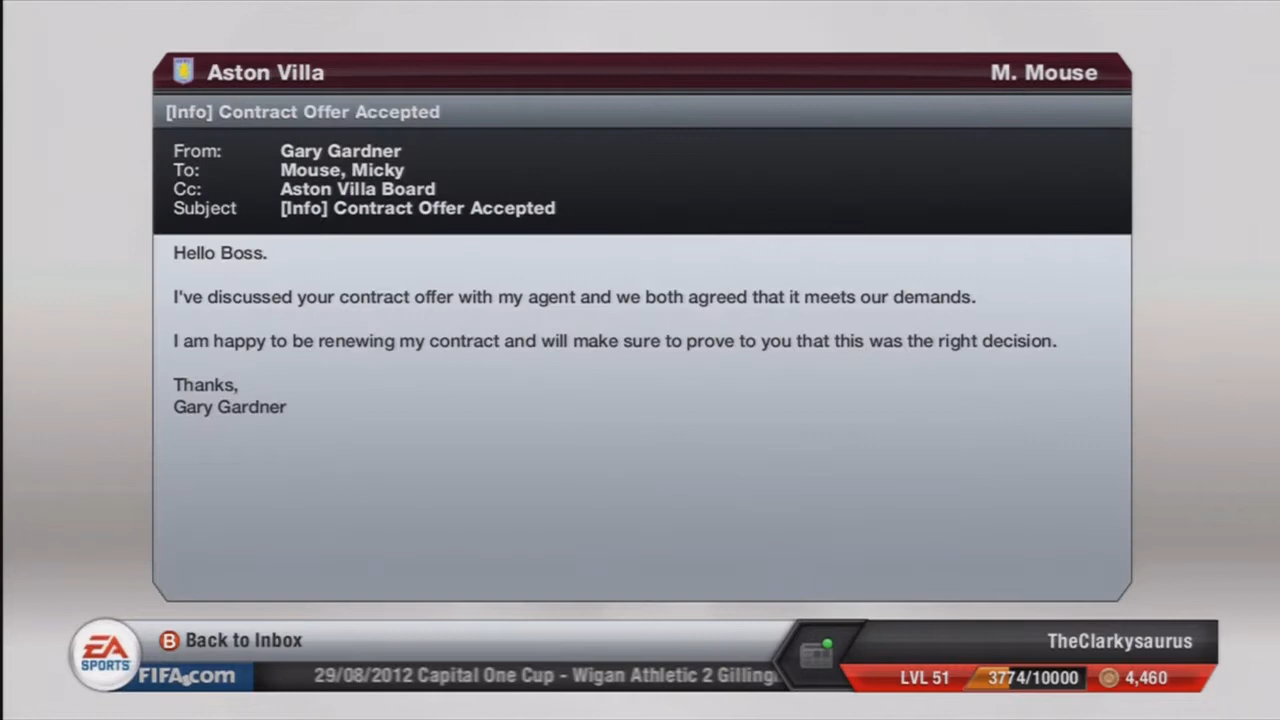 Aston Villa
M. Mouse
[Info] Contract Offer Accepted
From: Gary Gardner
To: Mouse, Micky
Cc: Aston Villa Board
Subject [Info] Contract Offer Accepted
Hello Boss.
I've discussed your contract offer with my agent and we both agreed that it meets our demands.
I am happy to be renewing my contract and will make sure to prove to you that this was the right decision.
Thanks,
Gary Gardner
B Back to Inbox
TheClarkysaurus
EA
SPORTS
FIFA.com
29/08/2012 Capital One Cup - Wigan Athletic 2 Gilling
LVL 51
3774/10000
4,460